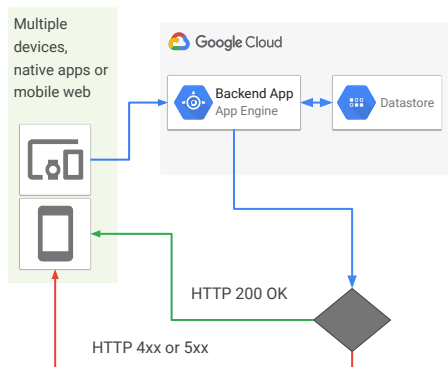 Multiple
devices,
native apps or
mobile web
Google Cloud
Backend App
App Engine
Datastore
HTTP 200 OK
HTTP 4xx or 5xx